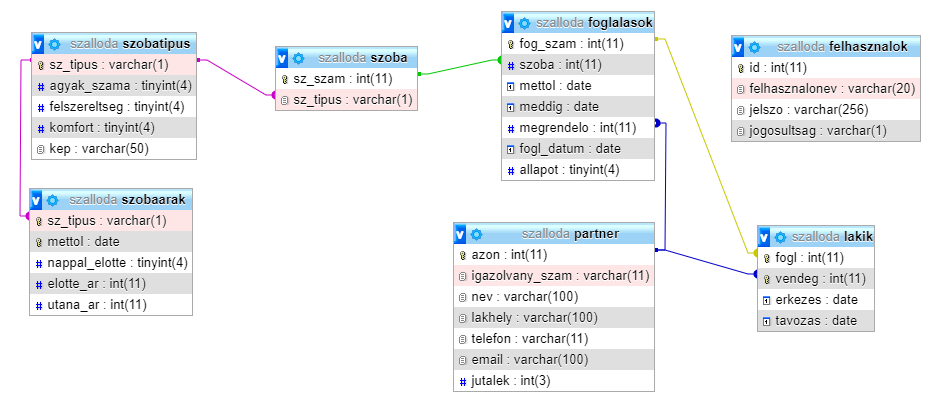 szalloda szobatipus
sz_tipus : varchar(1)
agyak_szama : tinyint(4)
felszereltseg : tinyint(4)
komfort : tinyint(4)
kep : varchar(50)
szalloda szobaarak
sz_tipus : varchar(1)
mettol : date
nappal_elotte : tinyint(4)
elotte_ar : int(11)
utana_ar : int(11)
szalloda szoba
sz_szam : int(11)
sz_tipus : varchar(1)
szalloda foglalasok
fog_szam : int(11)
szoba : int(11)
mettol : date
meddig : date
megrendelo : int(11)
fogl_datum : date
allapot : tinyint(4)
szalloda partner
azon : int(11)
igazolvany_szam : varchar(11)
nev : varchar(100)
lakhely : varchar(100)
telefon : varchar(11)
email : varchar(100)
jutalek : int(3)
szalloda felhasznalok
id : int(11)
felhasznalonev : varchar(20)
jelszo : varchar(256)
jogosultsag : varchar(1)
szalloda lakik
fogl : int(11)
vendeg : int(11)
erkezes : date
tavozas : date